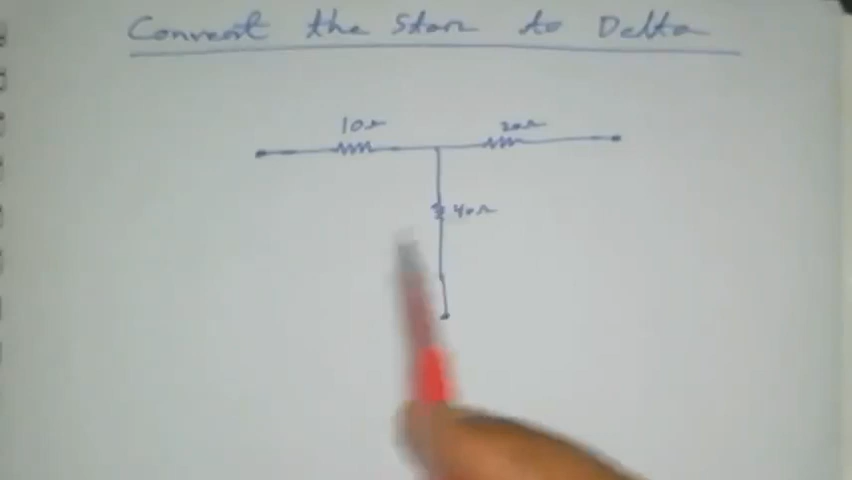 Convert the Star to Delta
10Ω 20Ω
40Ω